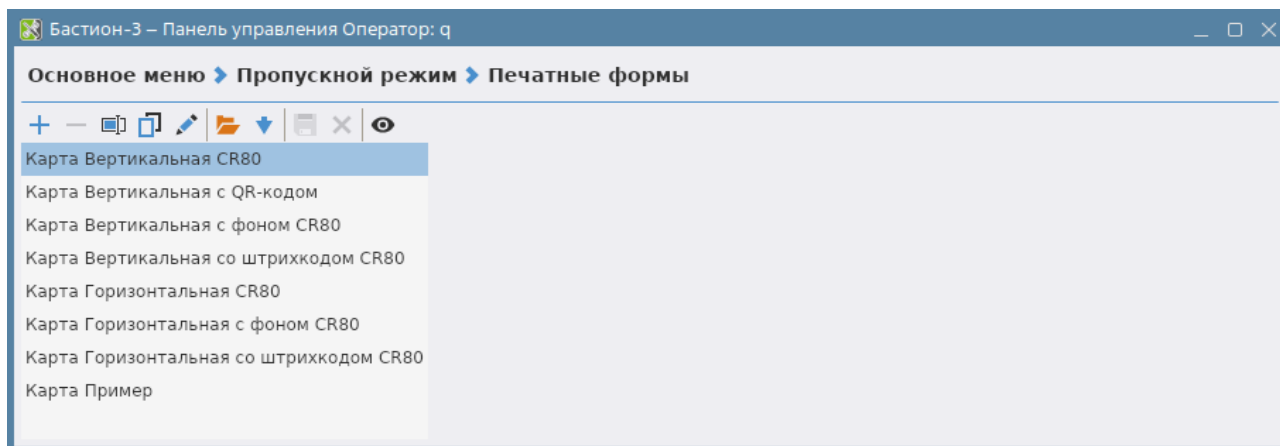 Бастион-3 – Панель управления Оператор: q
Основное меню Пропускной режим Печатные формы
Карта Вертикальная CR80
Карта Вертикальная с QR-кодом
Карта Вертикальная с фоном CR80
Карта Вертикальная со штрихкодом CR80
Карта Горизонтальная CR80
Карта Горизонтальная с фоном CR80
Карта Горизонтальная со штрихкодом CR80
Карта Пример